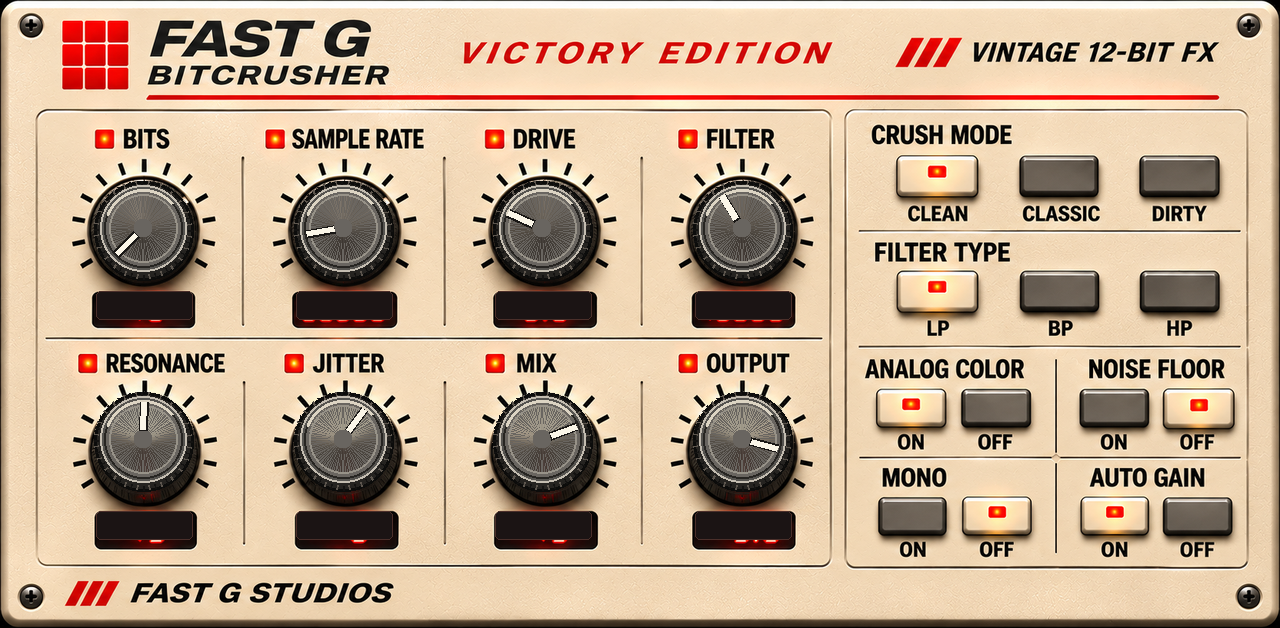 FAST G
BITCRUSHER
VICTORY EDITION
VINTAGE 12-BIT FX
BITS
SAMPLE RATE
DRIVE
FILTER
RESONANCE
JITTER
MIX
OUTPUT
CRUSH MODE
CLEAN
CLASSIC
DIRTY
FILTER TYPE
LP
BP
HP
ANALOG COLOR
ON
OFF
NOISE FLOOR
ON
OFF
MONO
ON
OFF
AUTO GAIN
ON
OFF
FAST G STUDIOS